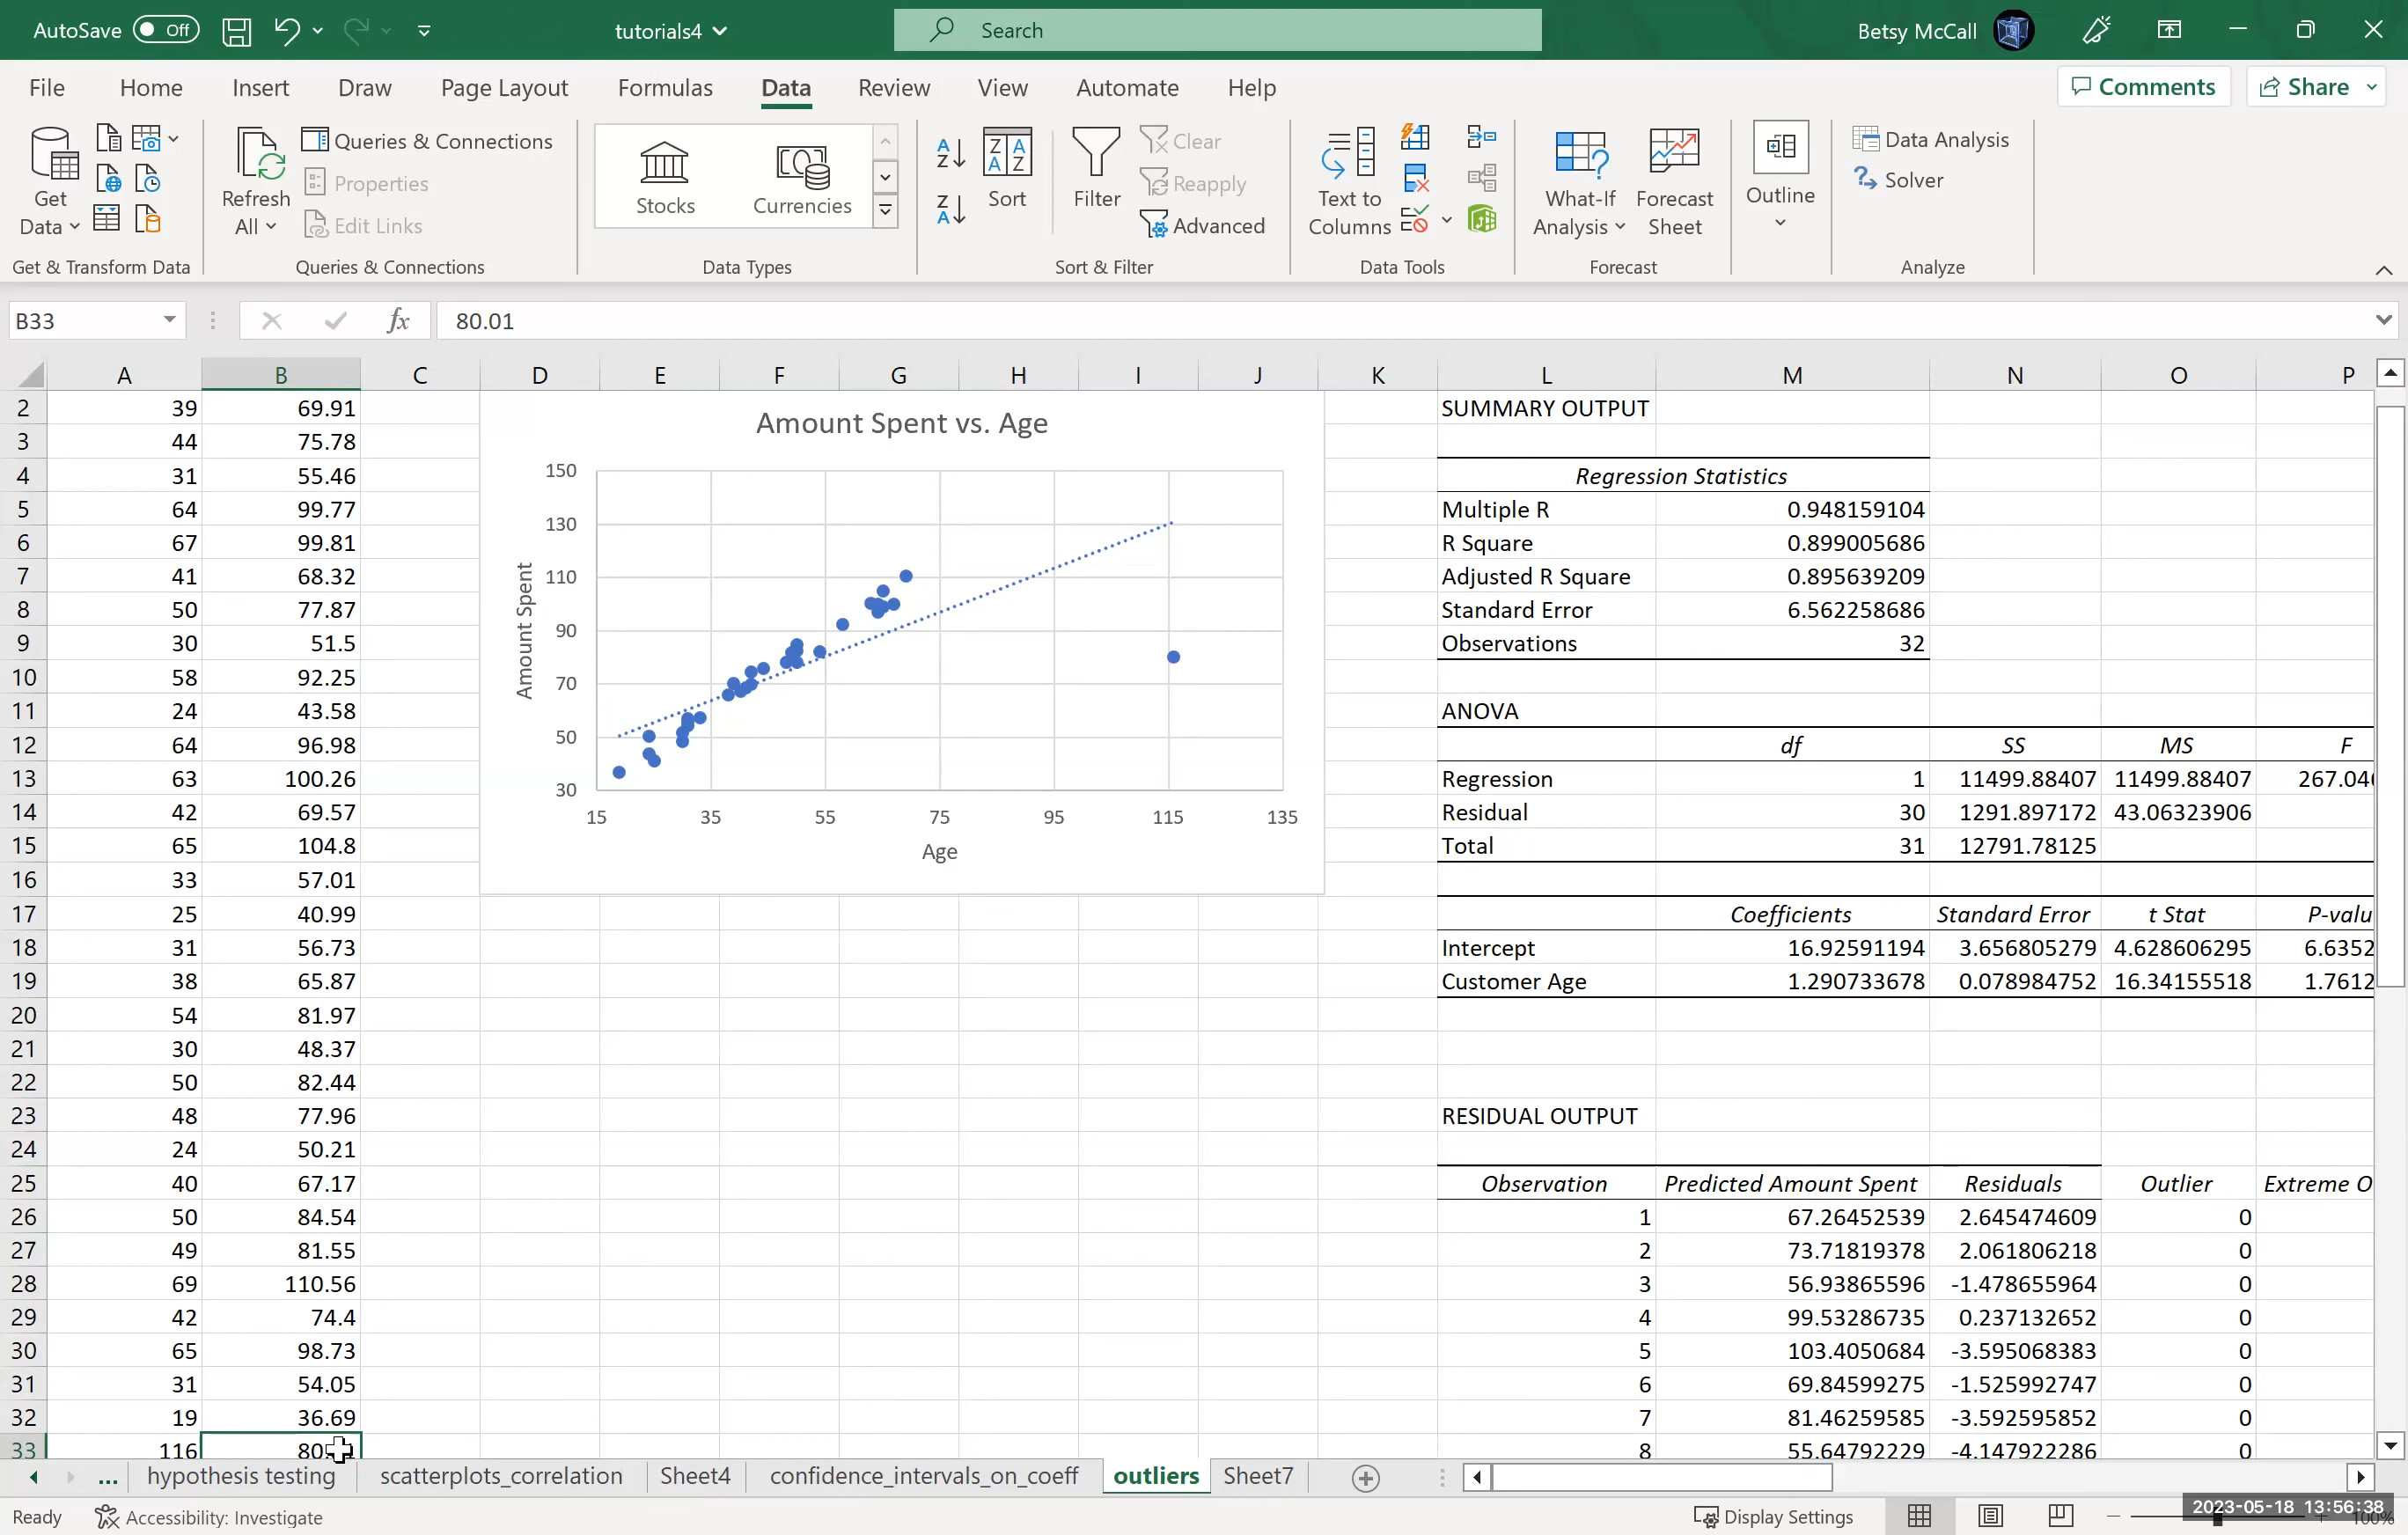 AutoSave Off tutorials4 Search Betsy McCall
File Home Insert Draw Page Layout Formulas Data Review View Automate Help Comments Share
Get Data
Refresh All
Queries & Connections
Properties
Edit Links
Stocks Currencies
Sort
Filter
Clear
Reapply
Advanced
Text to Columns
What-If Analysis
Forecast Sheet
Outline
Data Analysis
Solver
Get & Transform Data Queries & Connections Data Types Sort & Filter Data Tools Forecast Analyze
B33 fx 80.01
A B C D E F G H I J K L M N O P
2 39 69.91 SUMMARY OUTPUT
3 44 75.78
4 31 55.46 Regression Statistics
5 64 99.77 Multiple R 0.948159104
6 67 99.81 R Square 0.899005686
7 41 68.32 Adjusted R Square 0.895639209
8 50 77.87 Standard Error 6.562258686
9 30 51.5 Observations 32
10 58 92.25
11 24 43.58 ANOVA
12 64 96.98 df SS MS F
13 63 100.26 Regression 1 11499.88407 11499.88407
14 42 69.57 Residual 30 1291.897172 43.06323906
15 65 104.8 Total 31 12791.78125
16 33 57.01
17 25 40.99 Coefficients Standard Error t Stat P-valu
18 31 56.73 Intercept 16.92591194 3.656805279 4.628606295 6.6352
19 38 65.87 Customer Age 1.290733678 0.078984752 16.34155518 1.7612
20 54 81.97
21 30 48.37
22 50 82.44
23 48 77.96 RESIDUAL OUTPUT
24 24 50.21
25 40 67.17 Observation Predicted Amount Spent Residuals Outlier Extreme O
26 50 84.54 1 67.26452539 2.645474609 0
27 49 81.55 2 73.71819378 2.061806218 0
28 69 110.56 3 56.93865596 -1.478655964 0
29 42 74.4 4 99.53286735 0.237132652 0
30 65 98.73 5 103.4050684 -3.595068383 0
31 31 54.05 6 69.84599275 -1.525992747 0
32 19 36.69 7 81.46259585 -3.592595852 0
33 116 8 55.64792229 -4.147922286 0
Amount Spent vs. Age
150
130
110
90
70
50
30
Amount Spent
15 35 55 75 95 115 135
Age
... hypothesis testing scatterplots_correlation Sheet4 confidence_intervals_on_coeff outliers Sheet7
Ready Accessibility: Investigate Display Settings 100%
2023-05-18 13:56:38